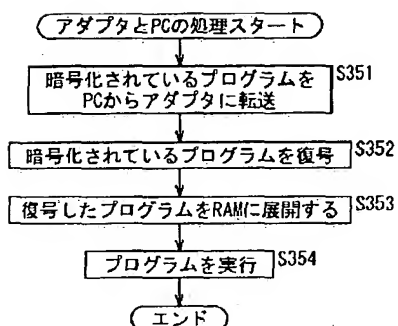 アダプタとPCの処理スタート
暗号化されているプログラムを
PCからアダプタに転送
S351
暗号化されているプログラムを復号
S352
復号したプログラムをRAMに展開する
S353
プログラムを実行
S354
エンド